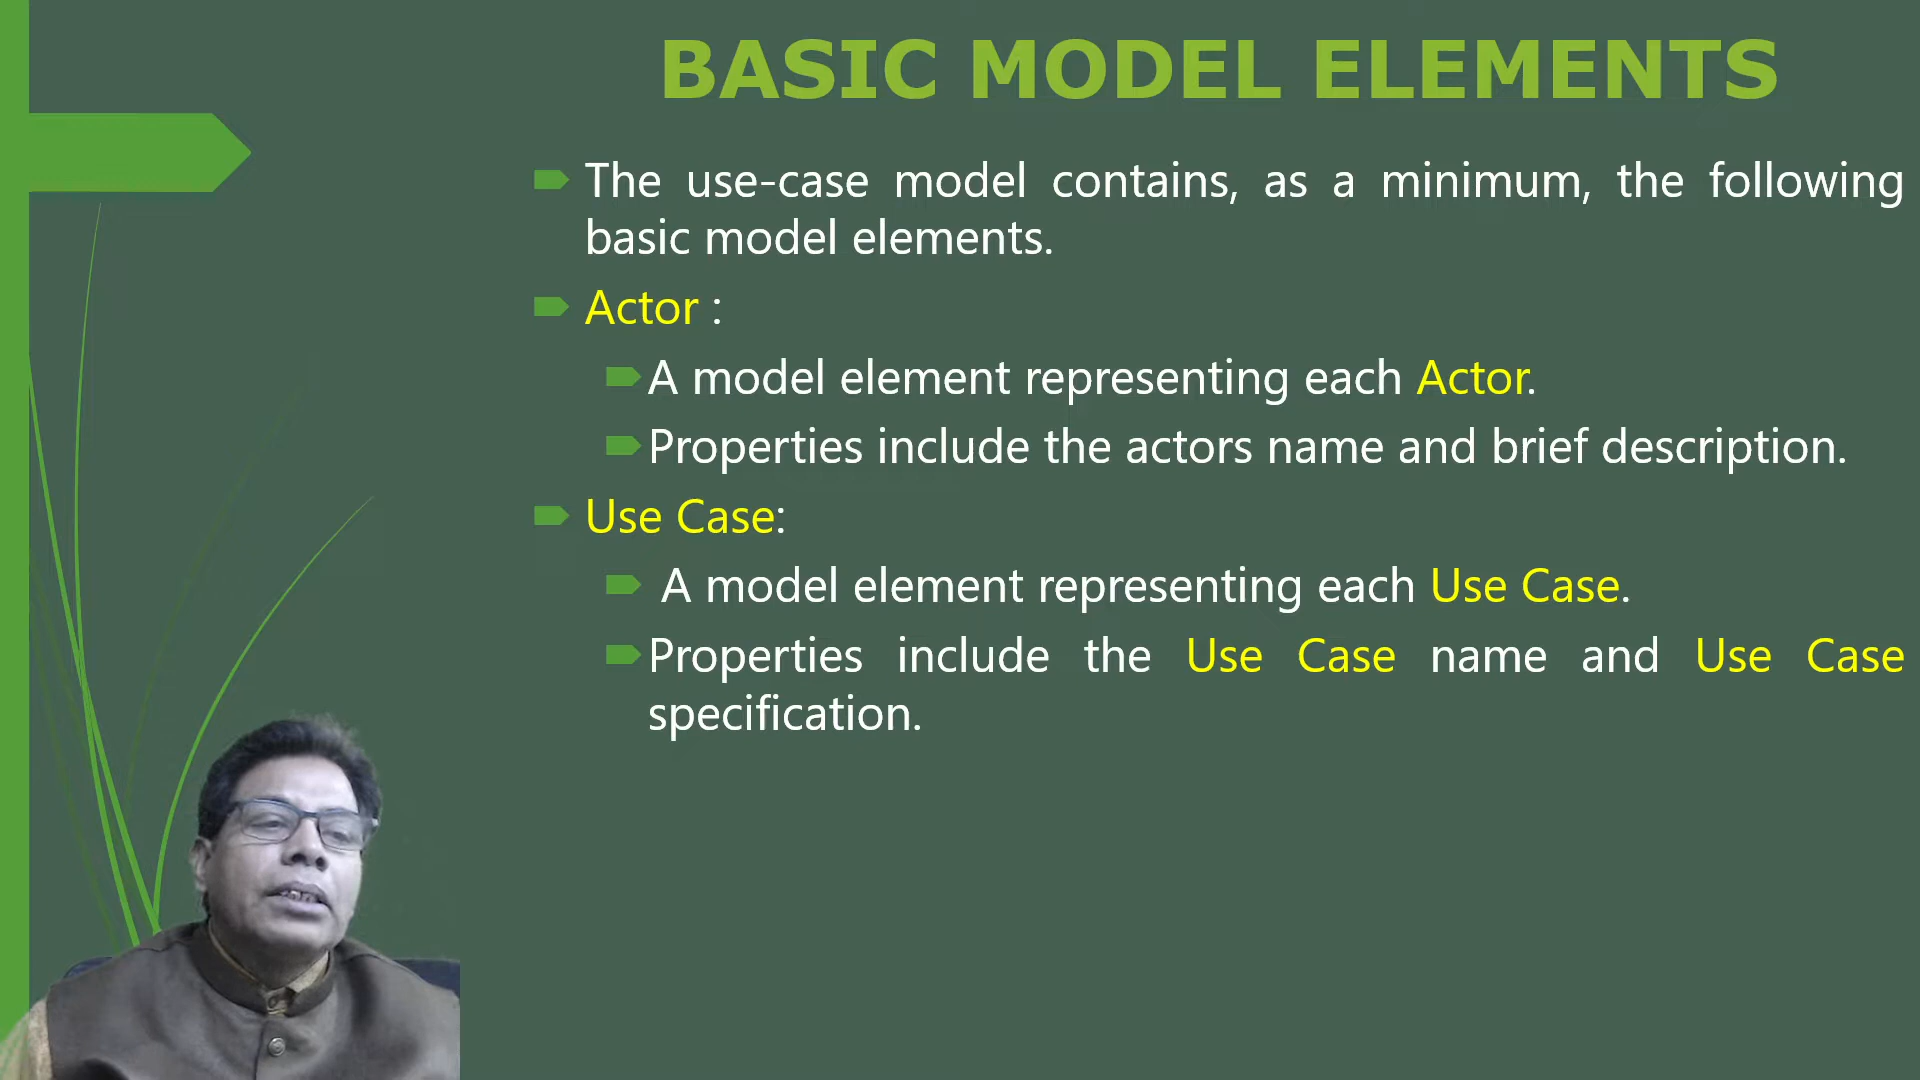 BASIC MODEL ELEMENTS
The use-case model contains, as a minimum, the following
basic model elements.
Actor :
A model element representing each Actor.
Properties include the actors name and brief description.
Use Case:
A model element representing each Use Case.
Properties include the Use Case name and Use Case
specification.